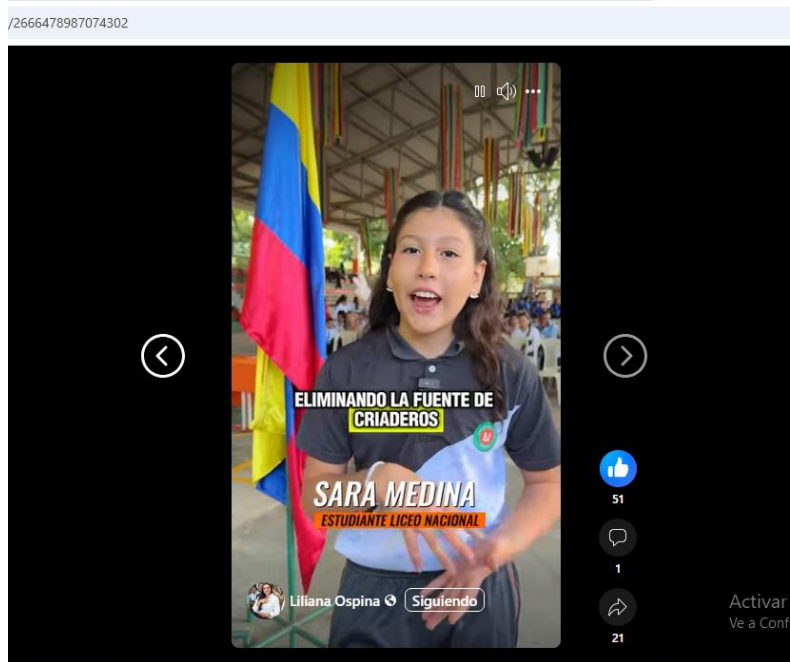 /2666478987074302
ELIMINANDO LA FUENTE DE
CRIADEROS
SARA MEDINA
ESTUDIANTE LICEO NACIONAL
Liliana Ospina
Siguiendo
51
1
21
Activar
Ve a Conf